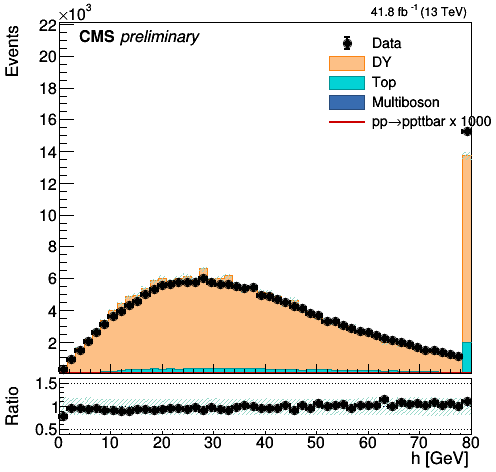 ×10³
41.8 fb⁻¹ (13 TeV)
Events
22
20
18
16
14
12
10
8
6
4
2
CMS preliminary
Data
DY
Top
Multiboson
pp→ppttbar x 1000
Ratio
1.5
1
0.5
0 10 20 30 40 50 60 70 80
h [GeV]